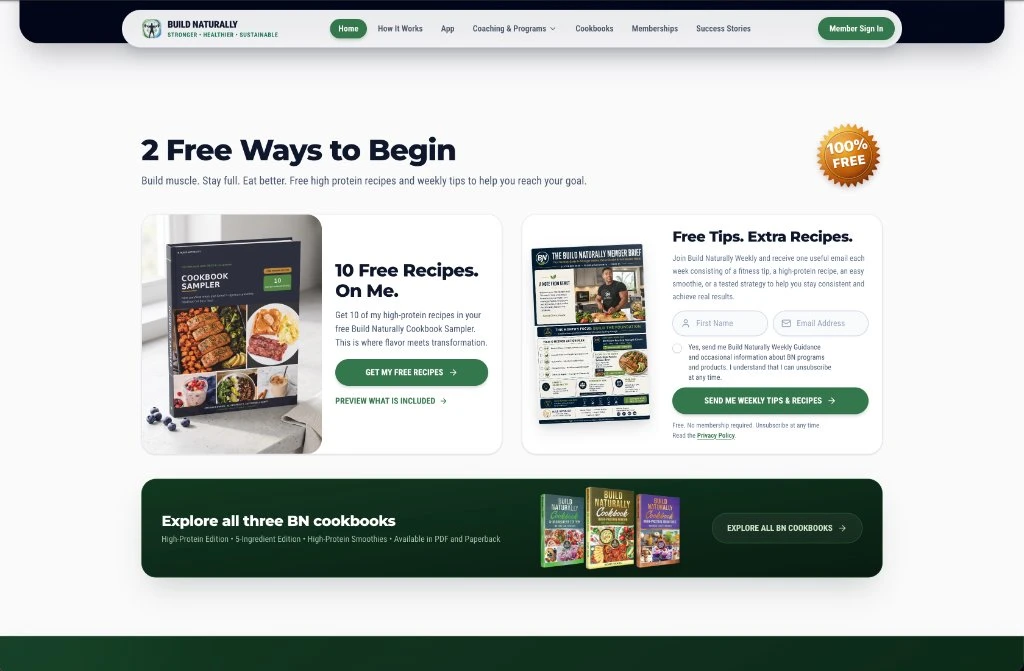 BUILD NATURALLY
STRONGER • HEALTHIER • SUSTAINABLE
Home
How It Works
App
Coaching & Programs
Cookbooks
Memberships
Success Stories
Member Sign In
2 Free Ways to Begin
Build muscle. Stay full. Eat better. Free high protein recipes and weekly tips to help you reach your goal.
100%
FREE
COOKBOOK
SAMPLER
10
10 Free Recipes.
On Me.
Get 10 of my high-protein recipes in your
free Build Naturally Cookbook Sampler.
This is where flavor meets transformation.
GET MY FREE RECIPES
PREVIEW WHAT IS INCLUDED
BN
THE BUILD NATURALLY MEMBER BRIEF
Free Tips. Extra Recipes.
Join Build Naturally Weekly and receive one useful email each
week consisting of a fitness tip, a high-protein recipe, an easy
smoothie, or a tested strategy to help you stay consistent and
achieve real results.
First Name
Email Address
Yes, send me Build Naturally Weekly Guidance
and occasional information about BN programs
and products. I understand that I can unsubscribe
at any time.
SEND ME WEEKLY TIPS & RECIPES
Free. No membership required. Unsubscribe at any time
Read the Privacy Policy.
Explore all three BN cookbooks
High-Protein Edition • 5-Ingredient Edition • High-Protein Smoothies • Available in PDF and Paperback
BUILD
NATURALLY
Cookbook
BUILD
NATURALLY
Cookbook
BUILD
NATURALLY
Cookbook
EXPLORE ALL BN COOKBOOKS